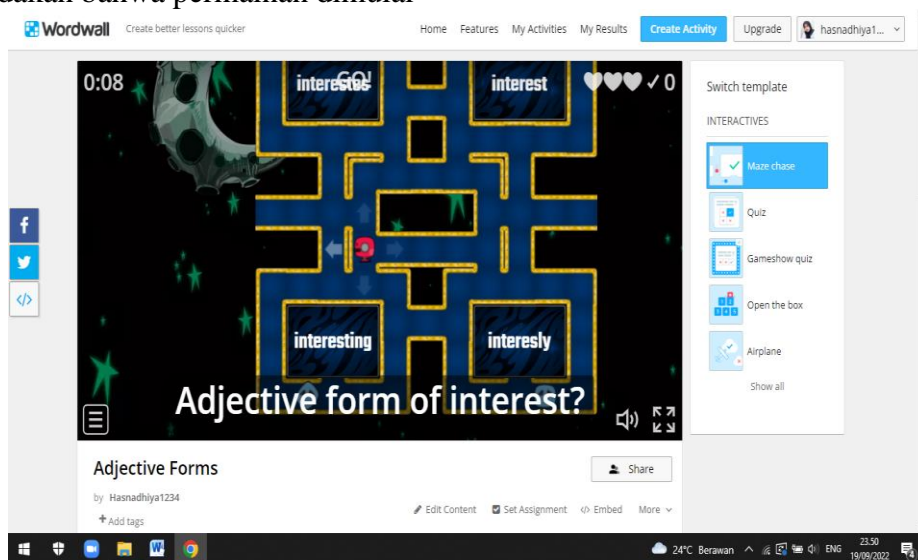 Wordwall Create better lessons quicker Home Features My Activities My Results Create Activity Upgrade hasnadhiya1...
0:08 GO! 0
interest
interesting interesly
Adjective form of interest?
Switch template
INTERACTIVES
Maze chase
Quiz
Gameshow quiz
Open the box
Airplane
Show all
Adjective Forms Share
by Hasnadhiya1234
Edit Content Set Assignment Embed More
Add tags
24°C Berawan ENG 23.50
19/09/2022